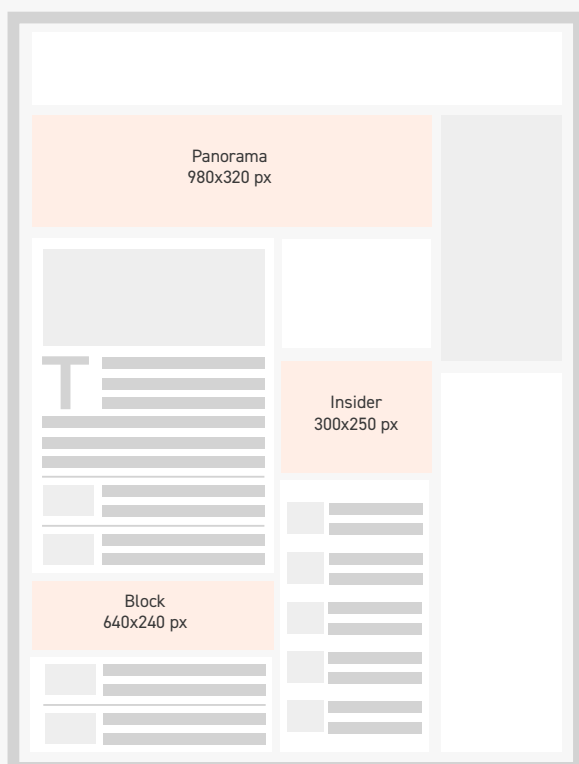 Panorama
980x320 px
T
Insider
300x250 px
Block
640x240 px